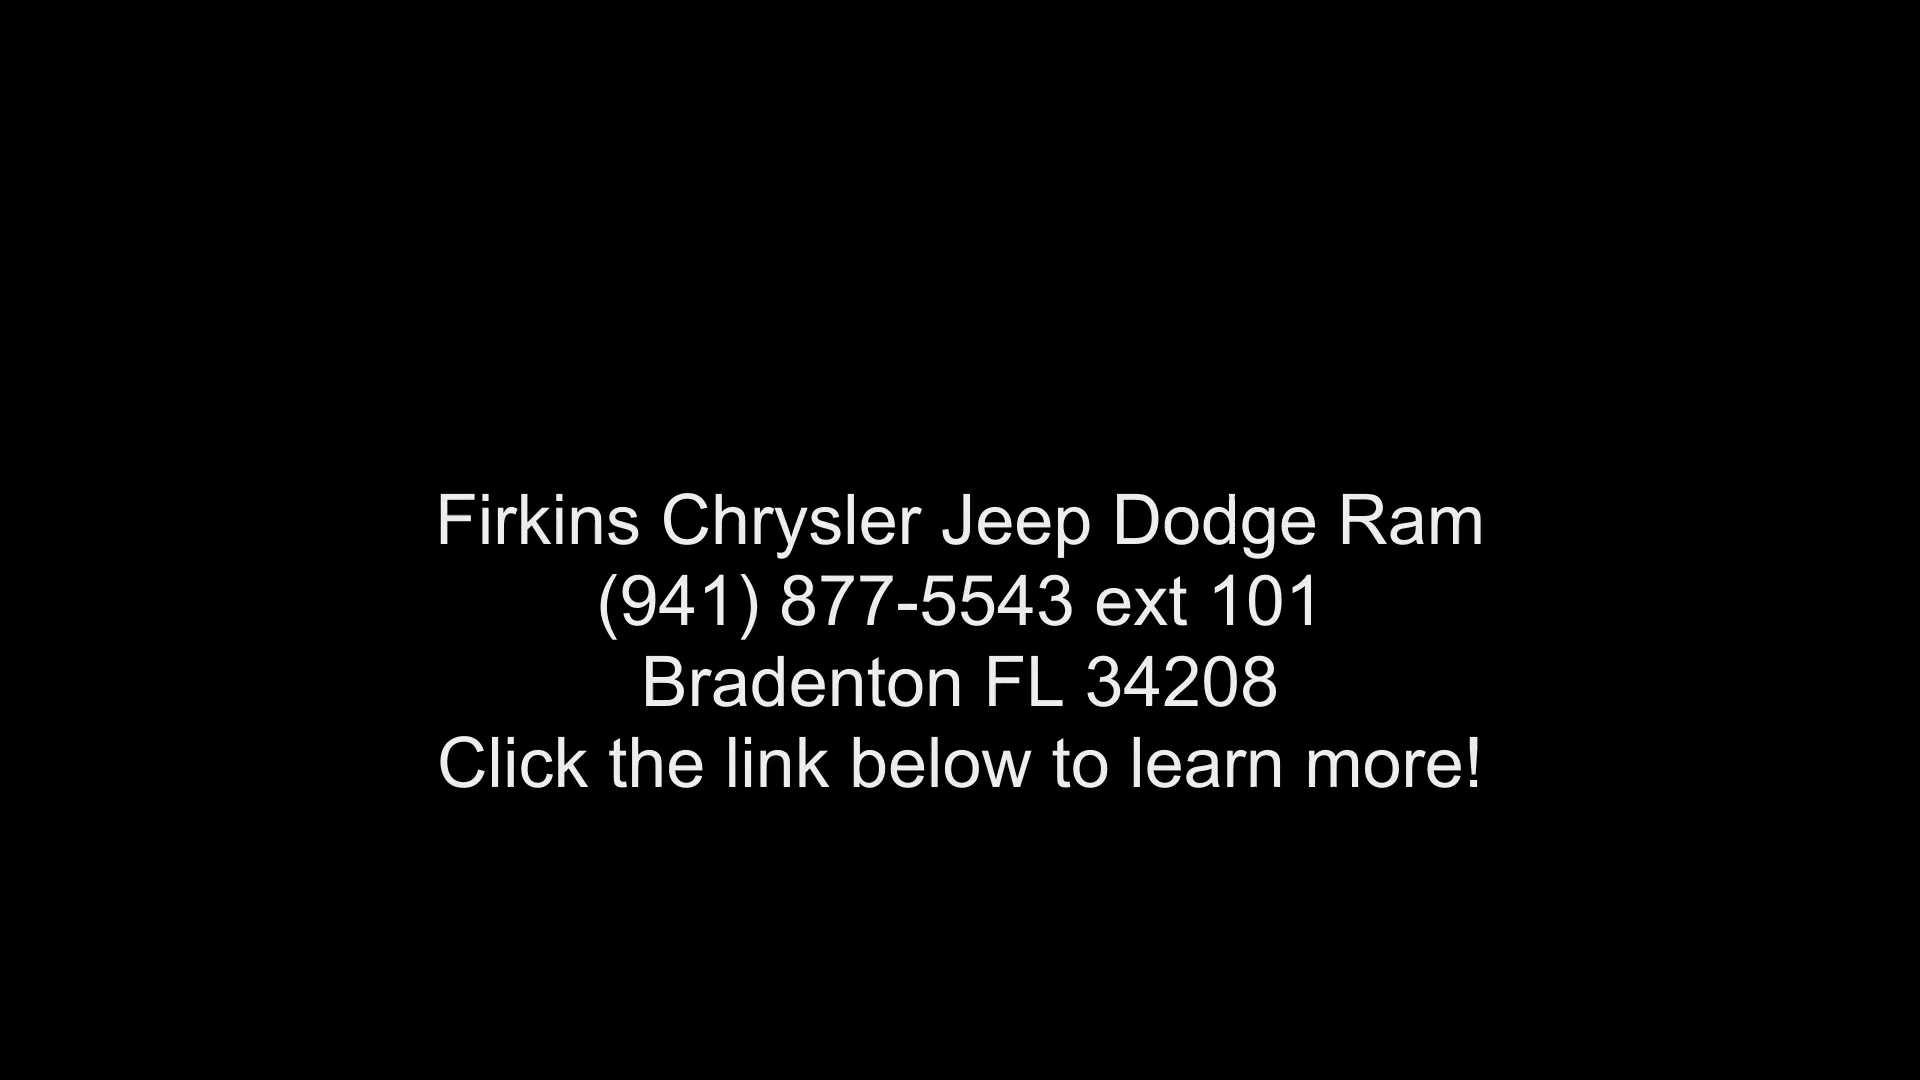 Firkins Chrysler Jeep Dodge Ram
(941) 877-5543 ext 101
Bradenton FL 34208
Click the link below to learn more!